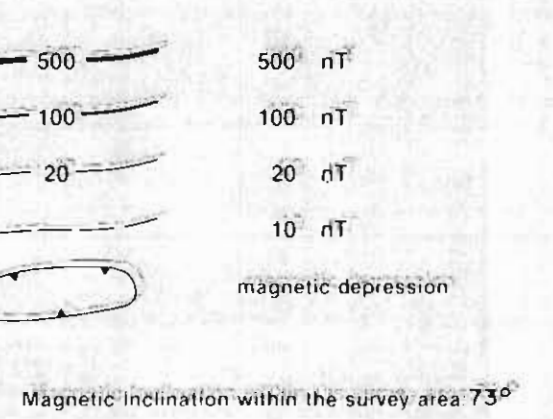 500 500 nT
100 100 nT
20 20 nT
10 nT
magnetic depression
Magnetic Inclination within the survey area: 73°